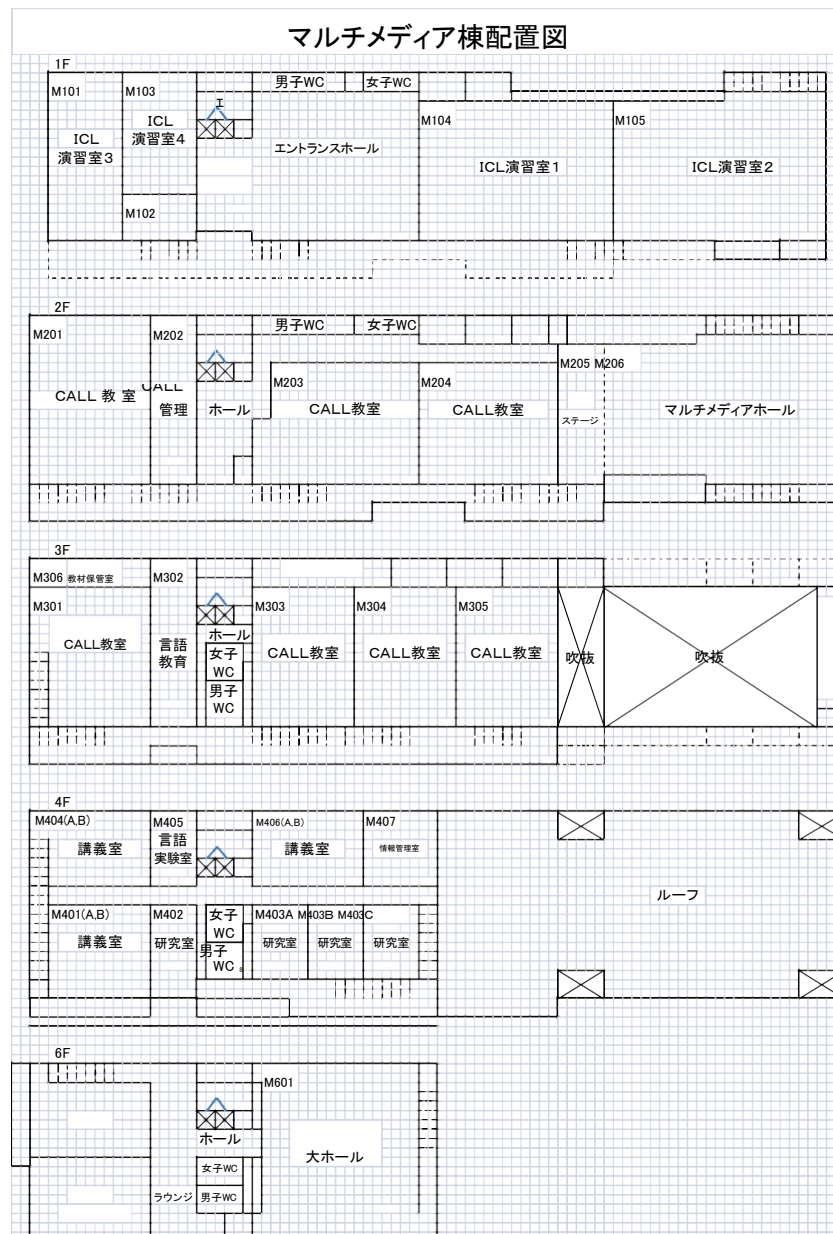 マルチメディア棟配置図
1F
男子WC
女子WC
M101
M103
エ
ICL
演習室3
ICL
演習室4
M104
M105
エントランスホール
ICL演習室1
ICL演習室2
M102
2F
男子WC
女子WC
M201
M202
M203
M204
M205 M206
CALL 教 室
CALL
管理
ホール
CALL教室
CALL教室
ステージ
マルチメディアホール
3F
M306 教材保管室
M302
M301
M303
M304
M305
CALL教室
言語
教育
ホール
女子
WC
男子
WC
CALL教室
CALL教室
CALL教室
吹抜
吹抜
4F
M404(A,B)
M405
M406(A,B)
M407
講義室
言語
実験室
講義室
情報管理室
ルーフ
M401(A,B)
M402
女子
WC
M403A M403B M403C
講義室
研究室
男子
WC
研究室
研究室
研究室
6F
M601
ホール
大ホール
女子WC
ラウンジ
男子WC